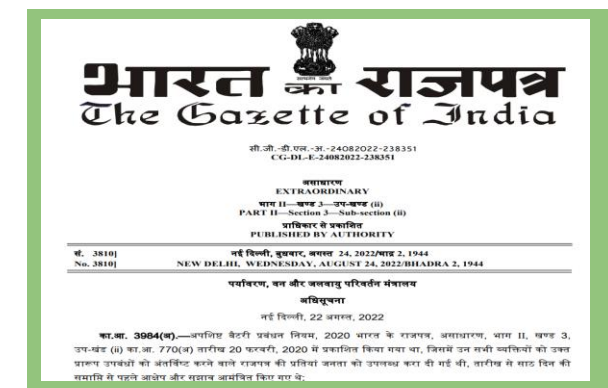 भारत का राजपत्र
The Gazette of India
सी.जी.-डी.एल.-अ.-24082022-238351
CG-DL-E-24082022-238351
असाधारण
EXTRAORDINARY
भाग II—खण्ड 3—उप-खण्ड (ii)
PART II—Section 3—Sub-section (ii)
प्राधिकार से प्रकाशित
PUBLISHED BY AUTHORITY
सं. 3810] नई दिल्ली, बुधवार, अगस्त 24, 2022/भाद्र 2, 1944
No. 3810] NEW DELHI, WEDNESDAY, AUGUST 24, 2022/BHADRA 2, 1944
पर्यावरण, वन और जलवायु परिवर्तन मंत्रालय
अधिसूचना
नई दिल्ली, 22 अगस्त, 2022
का.आ. 3984(अ).—अपशिष्ट बैटरी प्रबंधन नियम, 2020 भारत के राजपत्र, असाधारण, भाग II, खण्ड 3,
उप-खंड (ii) का.आ. 770(अ) तारीख 20 फरवरी, 2020 में प्रकाशित किया गया था, जिसमें उन सभी व्यक्तियों को उक्त
प्रारूप उपबंधों को अंतर्विष्ट करने वाले राजपत्र की प्रतियां जनता को उपलब्ध करा दी गई थी, तारीख से साठ दिन की
समाप्ति से पहले आक्षेप और सुझाव आमंत्रित किए गए थे;